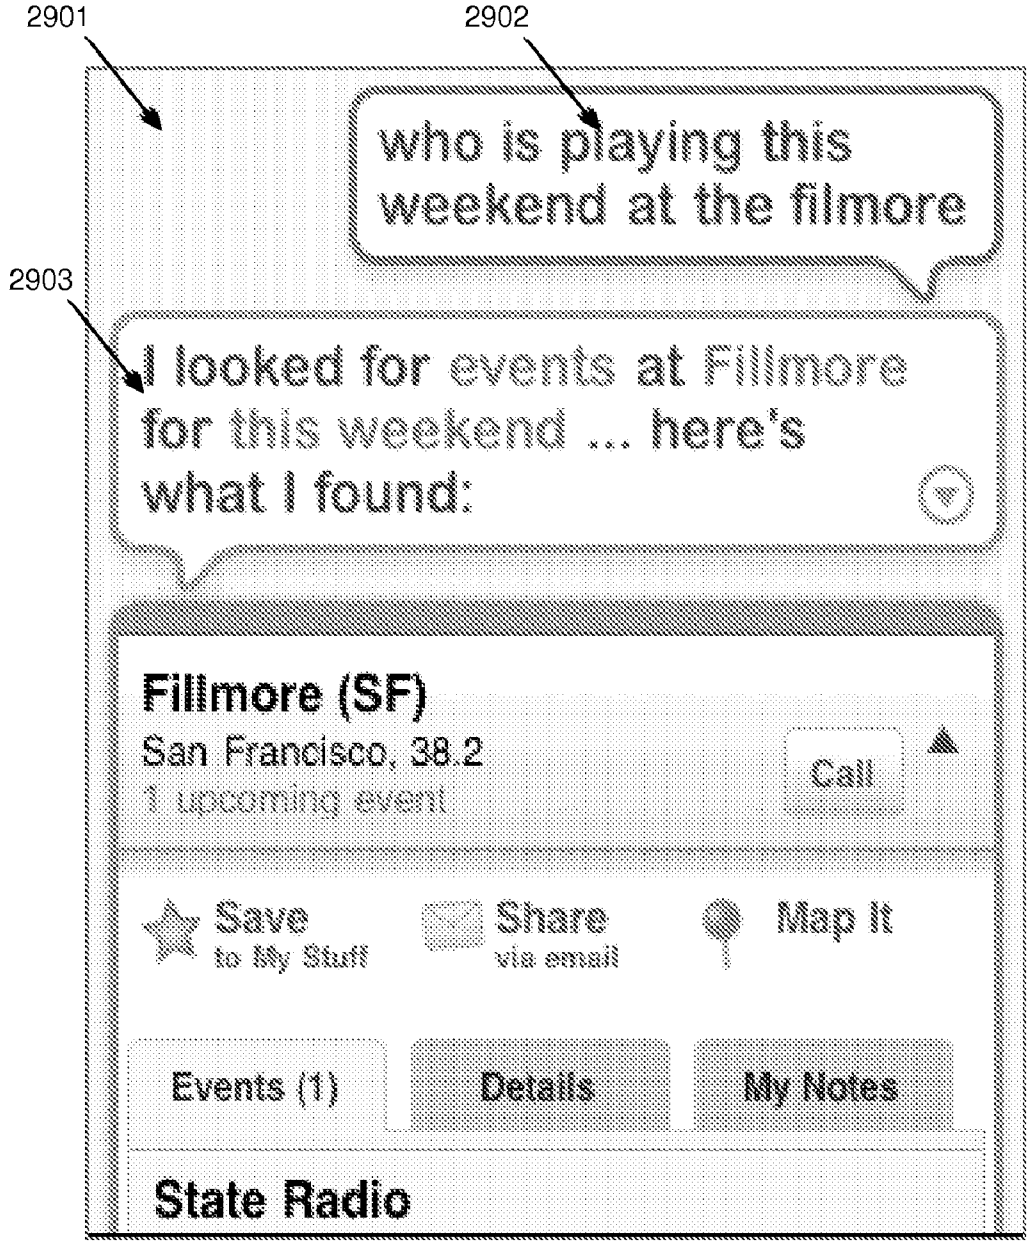 2901
2902
who is playing this
weekend at the filmore
2903
I looked for events at Fillmore
for this weekend ... here's
what I found:
Fillmore (SF)
San Francisco, 38.2
1 upcoming event
Call
Save
to My Stuff
Share
via email
Map It
Events (1)
Details
My Notes
State Radio